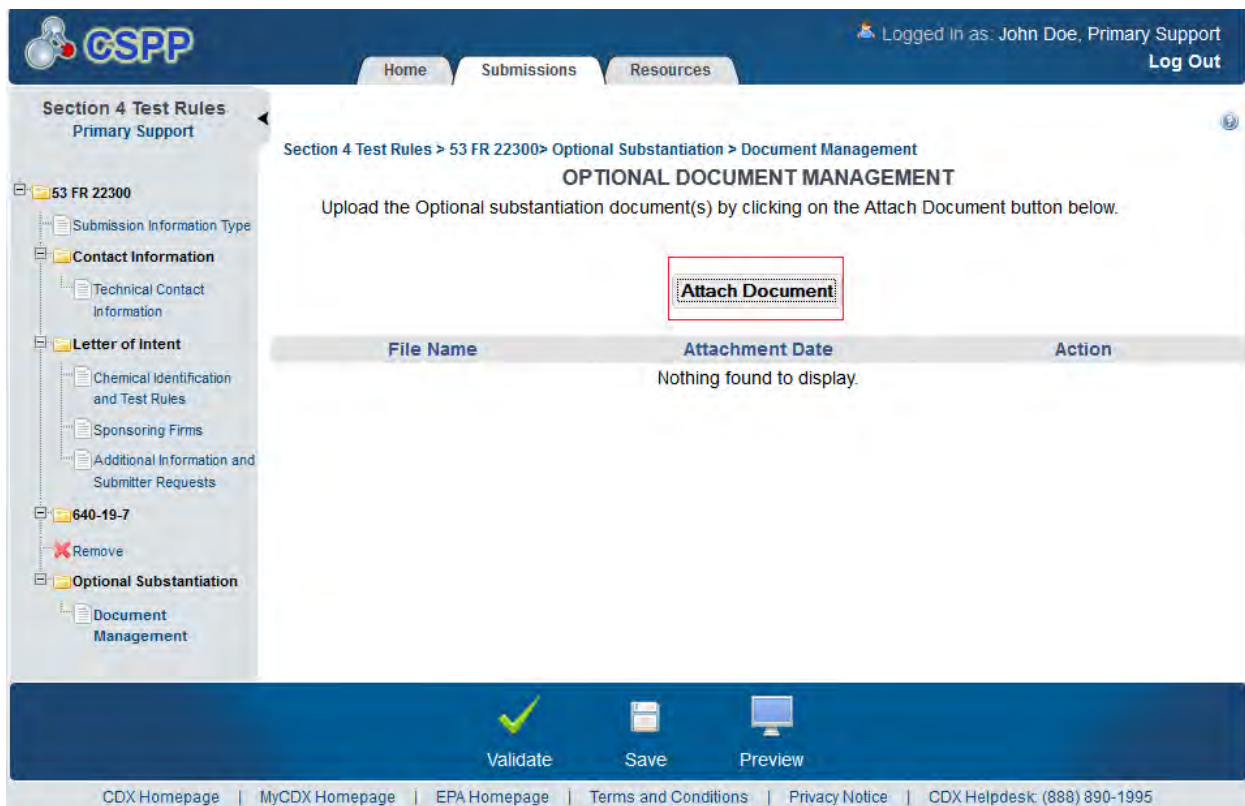 CSPP
Logged in as: John Doe, Primary Support
Log Out
Home Submissions Resources
Section 4 Test Rules
Primary Support
53 FR 22300
Submission Information Type
Contact Information
Technical Contact
Information
Letter of Intent
Chemical Identification
and Test Rules
Sponsoring Firms
Additional Information and
Submitter Requests
640-19-7
Remove
Optional Substantiation
Document
Management
Section 4 Test Rules > 53 FR 22300> Optional Substantiation > Document Management
OPTIONAL DOCUMENT MANAGEMENT
Upload the Optional substantiation document(s) by clicking on the Attach Document button below.
Attach Document
File Name Attachment Date Action
Nothing found to display.
Validate Save Preview
CDX Homepage | MyCDX Homepage | EPA Homepage | Terms and Conditions | Privacy Notice | CDX Helpdesk: (888) 890-1995